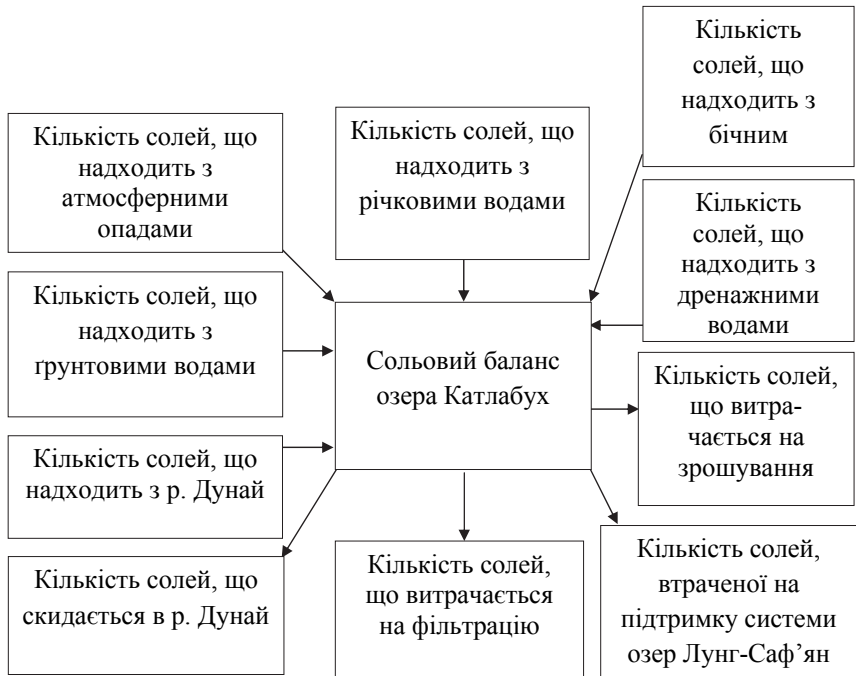 Кількість солей, що
надходить з
атмосферними
опадами
Кількість солей, що
надходить з
річковими водами
Кількість
солей, що
надходить з
бічним
Кількість солей, що
надходить з
ґрунтовими водами
Кількість
солей, що
надходить з
дренажними
водами
Сольовий баланс
озера Катлабух
Кількість солей, що
надходить з р. Дунай
Кількість солей,
що витра-
чається на
зрошування
Кількість солей, що
скидається в р. Дунай
Кількість солей,
що витрачається
на фільтрацію
Кількість солей,
втраченої на
підтримку системи
озер Лунг-Саф’ян